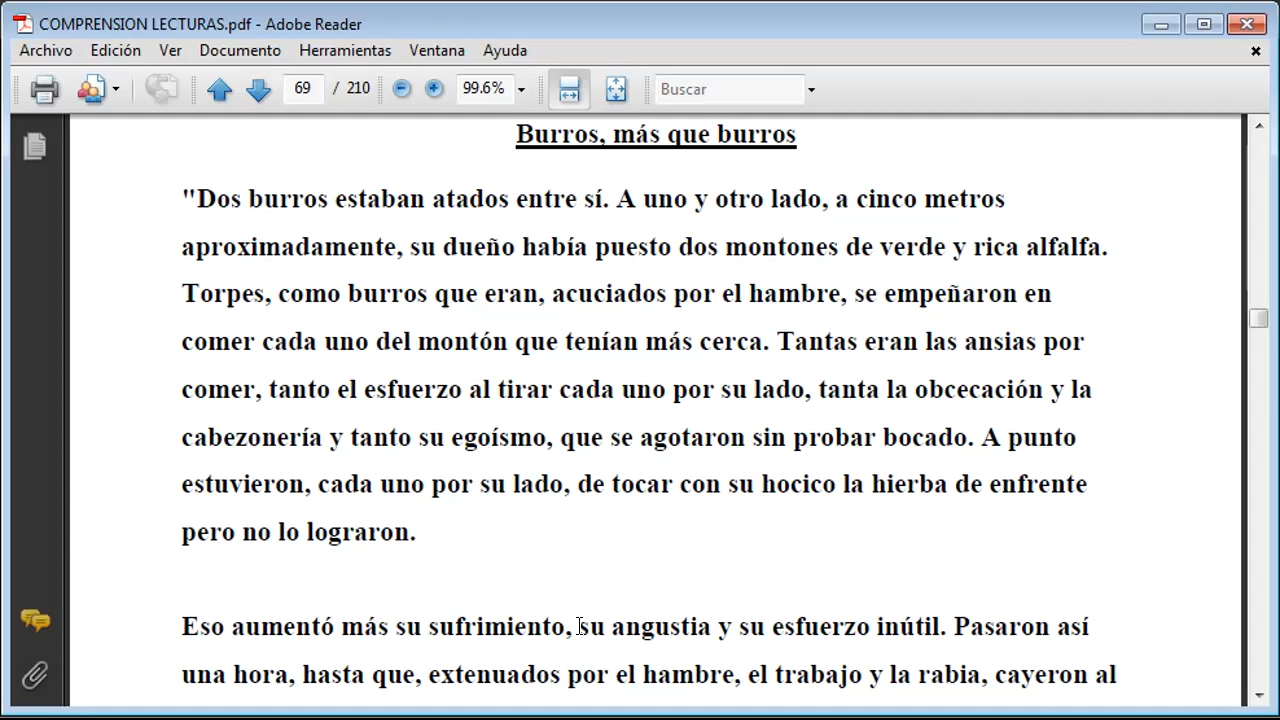 COMPRENSION LECTURAS.pdf - Adobe Reader
Archivo Edición Ver Documento Herramientas Ventana Ayuda
69 / 210 99.6% Buscar
Burros, más que burros
"Dos burros estaban atados entre sí. A uno y otro lado, a cinco metros
aproximadamente, su dueño había puesto dos montones de verde y rica alfalfa.
Torpes, como burros que eran, acuciados por el hambre, se empeñaron en
comer cada uno del montón que tenían más cerca. Tantas eran las ansias por
comer, tanto el esfuerzo al tirar cada uno por su lado, tanta la obcecación y la
cabezonería y tanto su egoísmo, que se agotaron sin probar bocado. A punto
estuvieron, cada uno por su lado, de tocar con su hocico la hierba de enfrente
pero no lo lograron.
Eso aumentó más su sufrimiento, su angustia y su esfuerzo inútil. Pasaron así
una hora, hasta que, extenuados por el hambre, el trabajo y la rabia, cayeron al